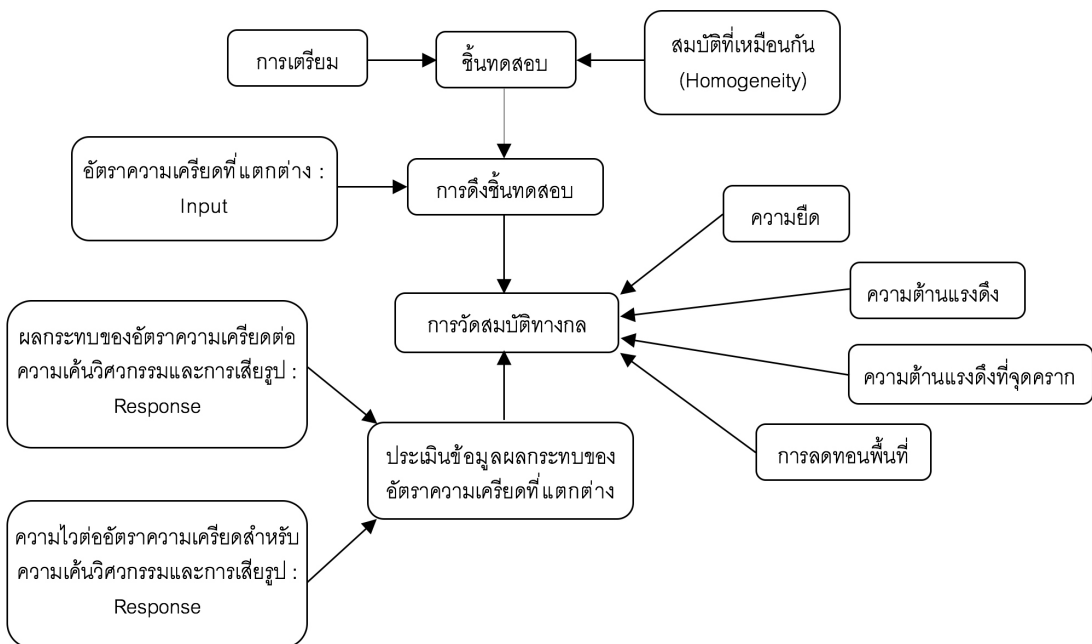 การเตรียม
ชิ้นทดสอบ
สมบัติที่เหมือนกัน
(Homogeneity)
อัตราความเครียดที่แตกต่าง :
Input
การดึงชิ้นทดสอบ
ความยืด
ความต้านแรงดึง
การวัดสมบัติทางกล
ผลกระทบของอัตราความเครียดต่อ
ความเค้นวิศวกรรมและการเสียรูป :
Response
ความต้านแรงดึงที่จุดคราก
การลดทอนพื้นที่
ประเมินข้อมูลผลกระทบของ
อัตราความเครียดที่แตกต่าง
ความไวต่ออัตราความเครียดสำหรับ
ความเค้นวิศวกรรมและการเสียรูป :
Response